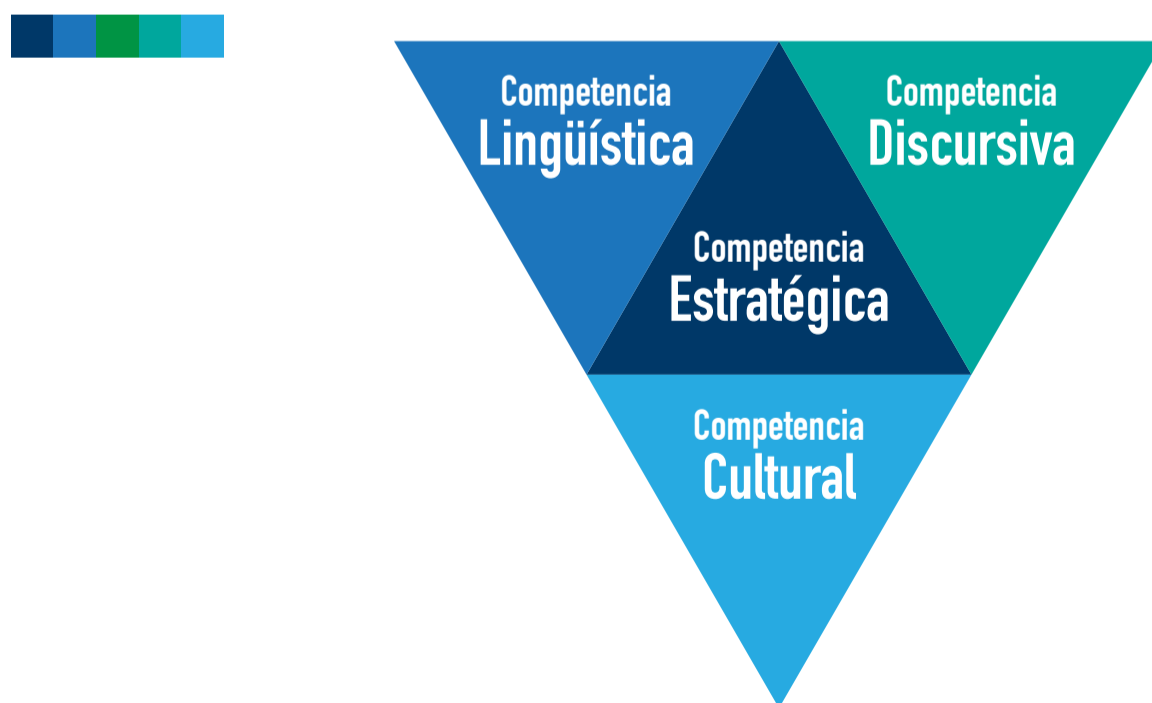 Competencia
Lingüística
Competencia
Discursiva
Competencia
Estratégica
Competencia
Cultural